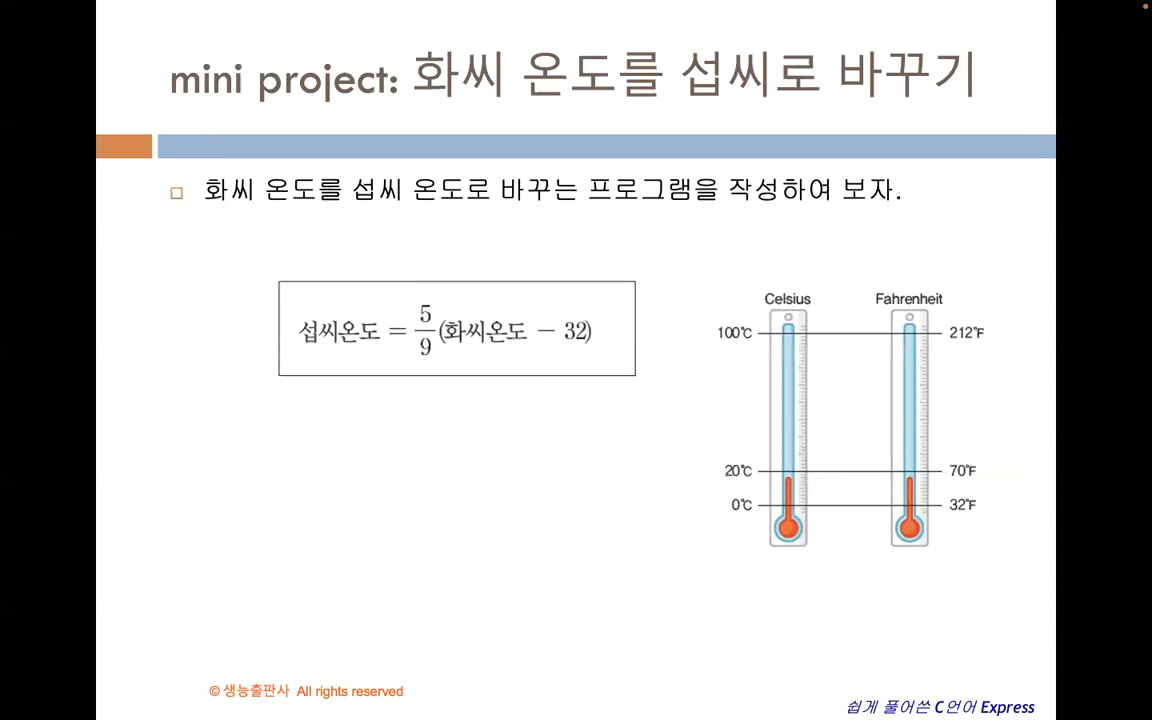 mini project: 화씨 온도를 섭씨로 바꾸기
화씨 온도를 섭씨 온도로 바꾸는 프로그램을 작성하여 보자.
섭씨온도 = 5/9 (화씨온도 − 32)
Celsius Fahrenheit
100℃ 212℉
20℃ 70℉
0℃ 32℉
© 생능출판사 All rights reserved
쉽게 풀어쓴 C언어 Express